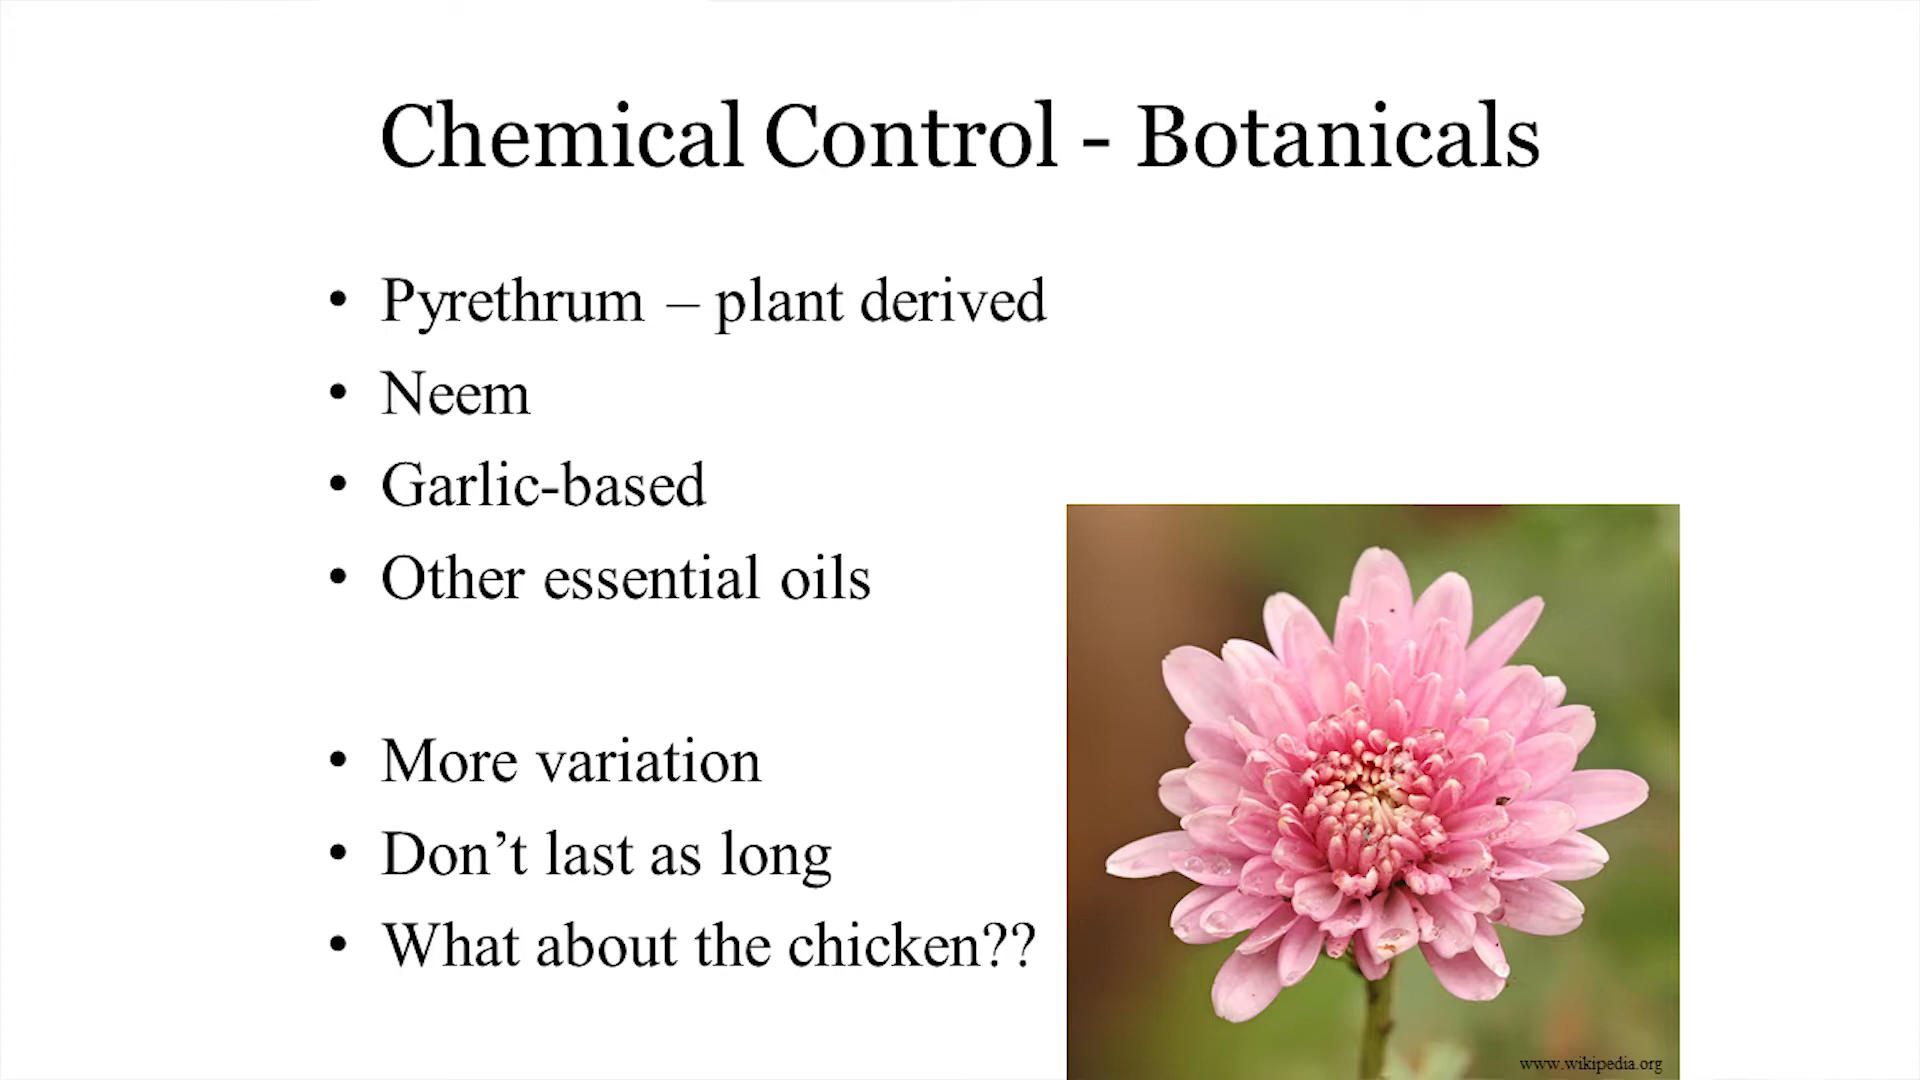 Chemical Control - Botanicals
• Pyrethrum – plant derived
• Neem
• Garlic-based
• Other essential oils
• More variation
• Don’t last as long
• What about the chicken??
www.wikipedia.org